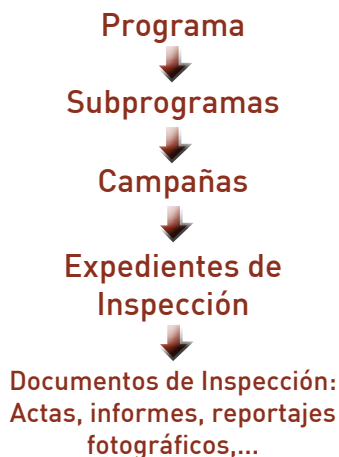 Programa
Subprogramas
Campañas
Expedientes de
Inspección
Documentos de Inspección:
Actas, informes, reportajes
fotográficos,...